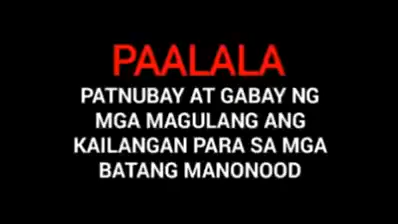 PAALALA
PATNUBAY AT GABAY NG
MGA MAGULANG ANG
KAILANGAN PARA SA MGA
BATANG MANONOOD